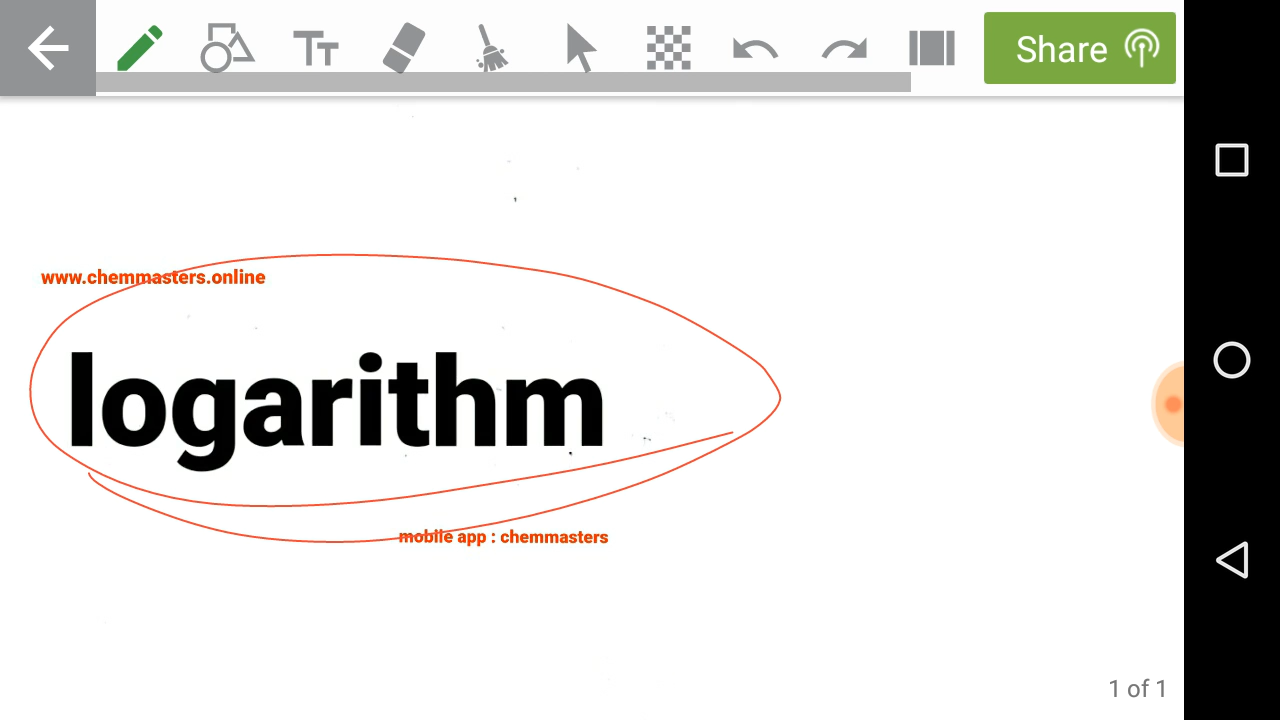 Share
www.chemmasters.online
logarithm
mobile app : chemmasters
1 of 1